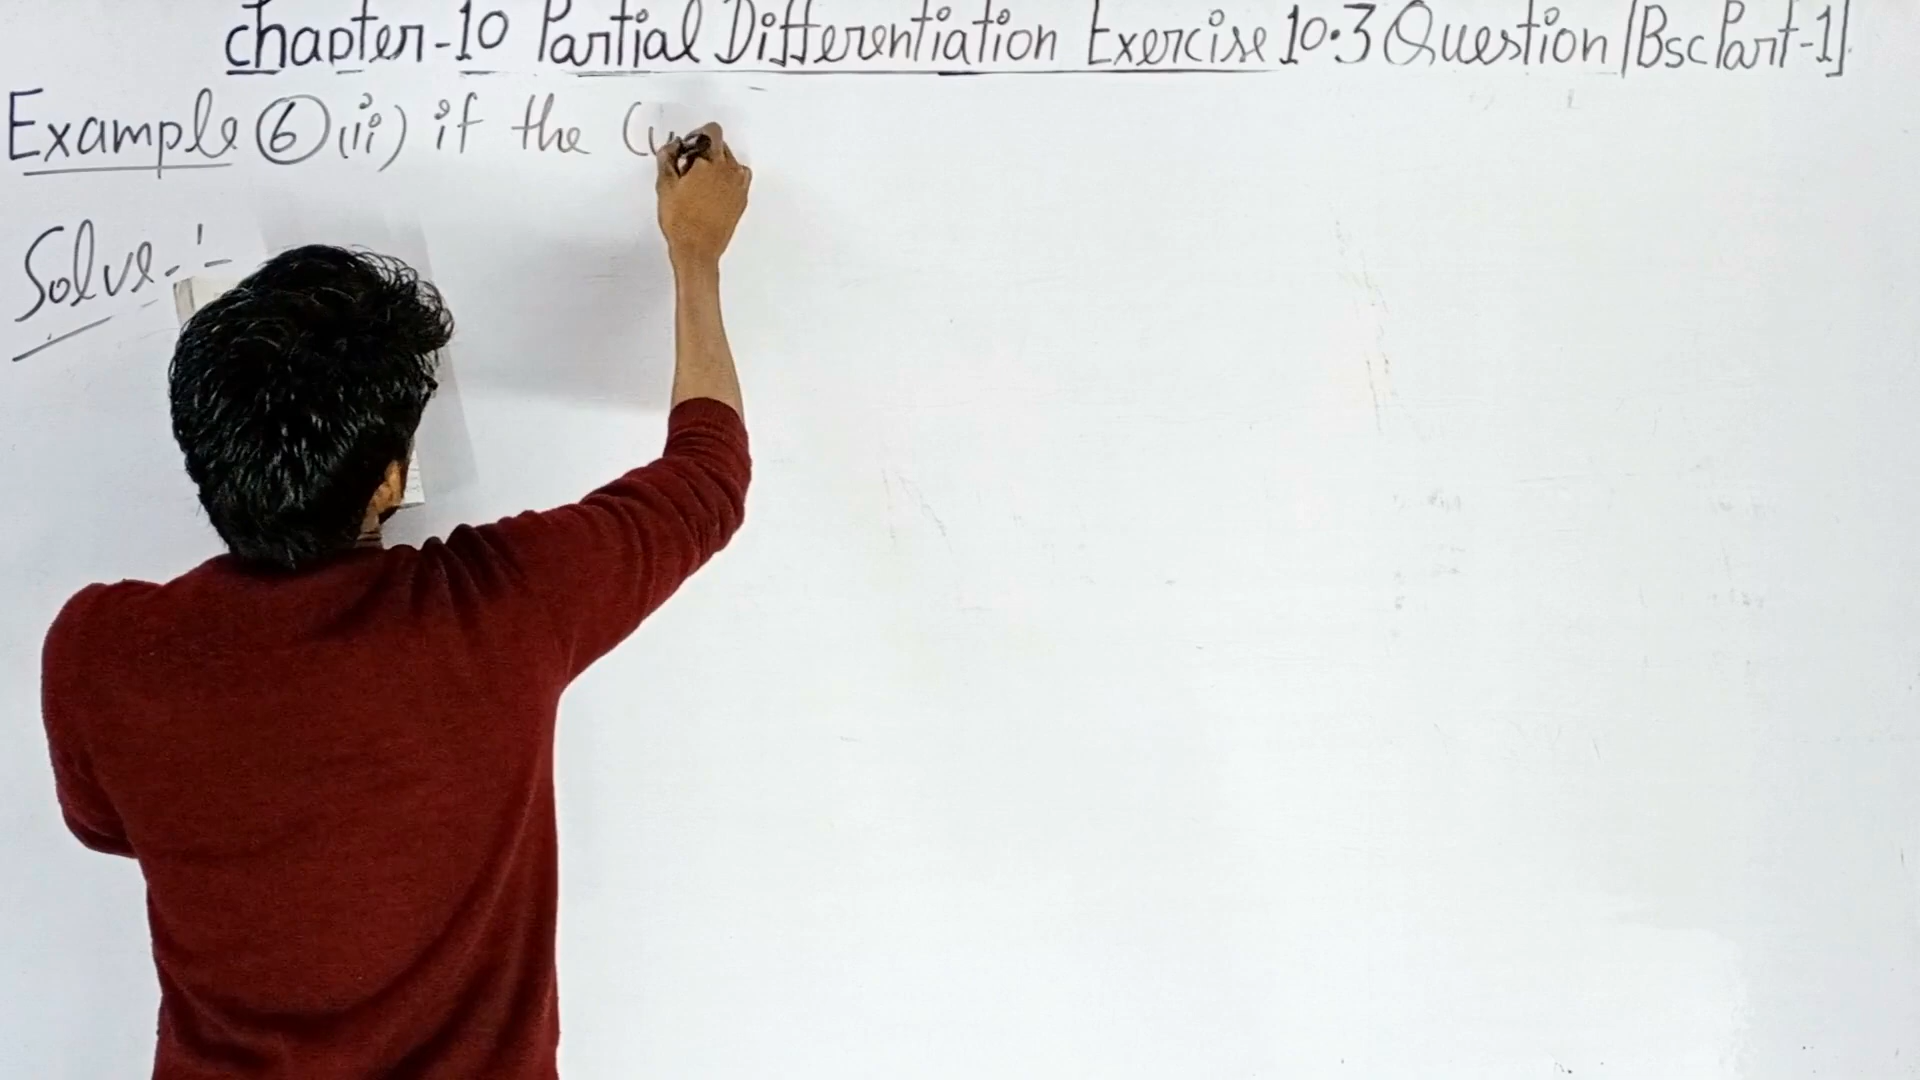 Chapter-10 Partial Differentiation Exercise 10.3 Question [Bsc Part-1]
Example 6 (ii) if the
Solve:-